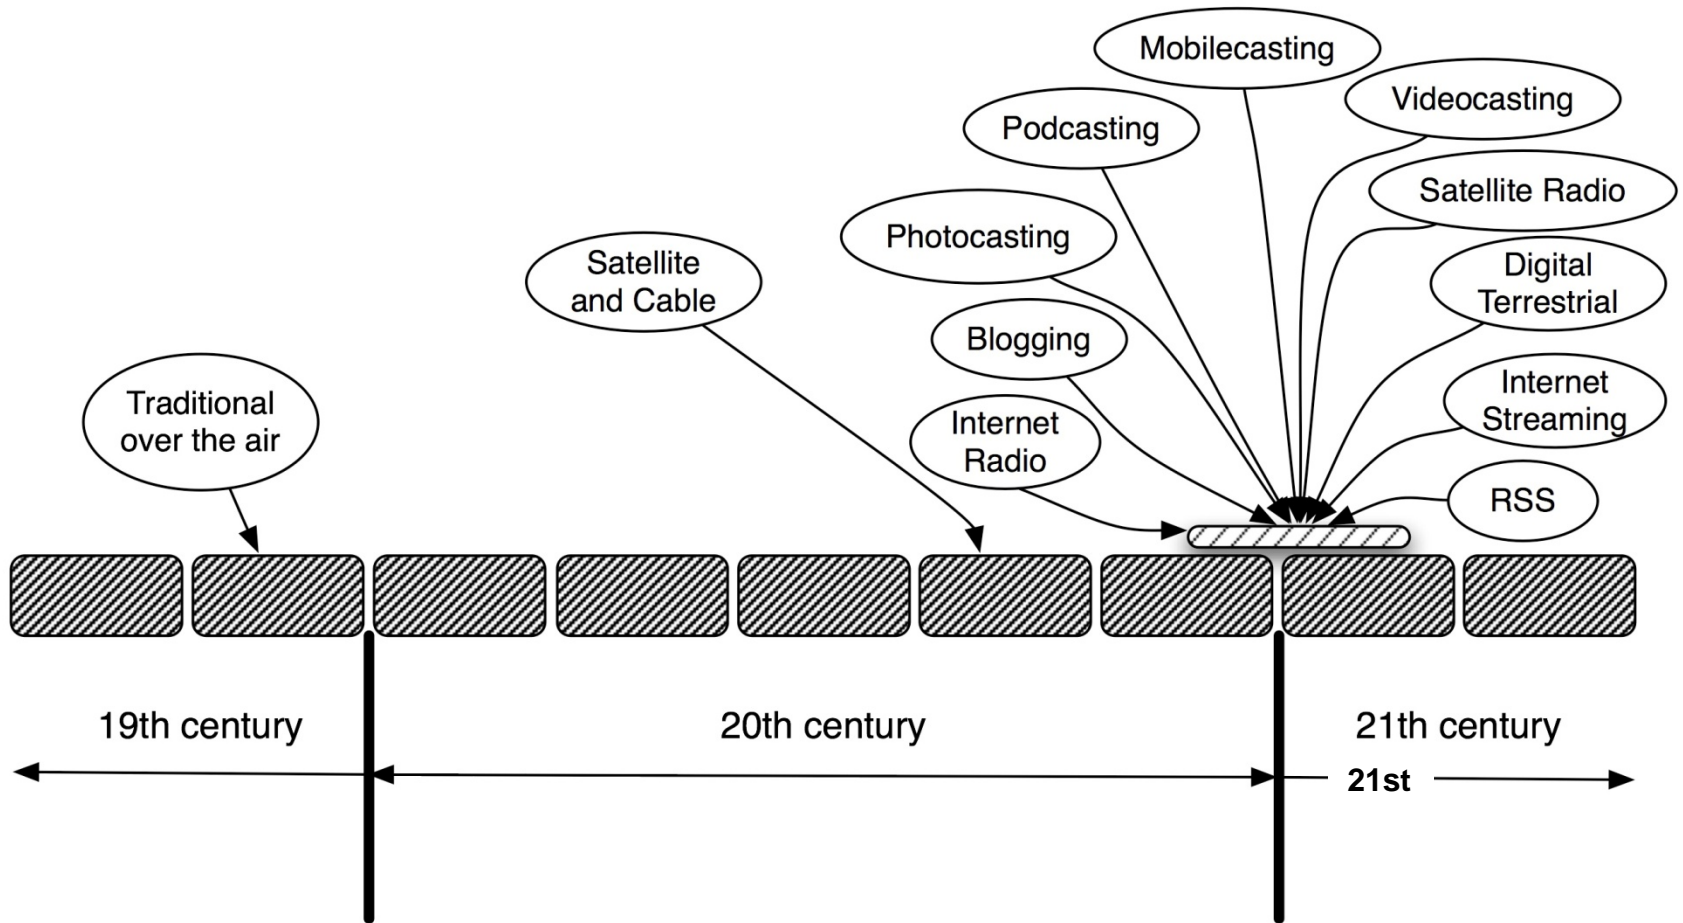 Mobilecasting
Videocasting
Podcasting
Satellite Radio
Photocasting
Satellite
and Cable
Digital
Terrestrial
Blogging
Traditional
over the air
Internet
Streaming
Internet
Radio
RSS
19th century
20th century
21th century
21st